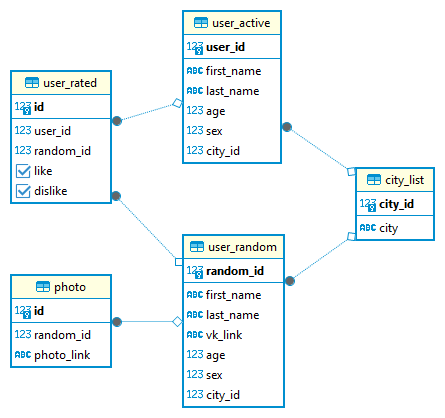 user_active
123 user_id
ABC first_name
ABC last_name
123 age
123 sex
123 city_id
user_rated
123 id
123 user_id
123 random_id
like
dislike
city_list
123 city_id
ABC city
user_random
123 random_id
ABC first_name
ABC last_name
ABC vk_link
123 age
123 sex
123 city_id
photo
123 id
123 random_id
ABC photo_link